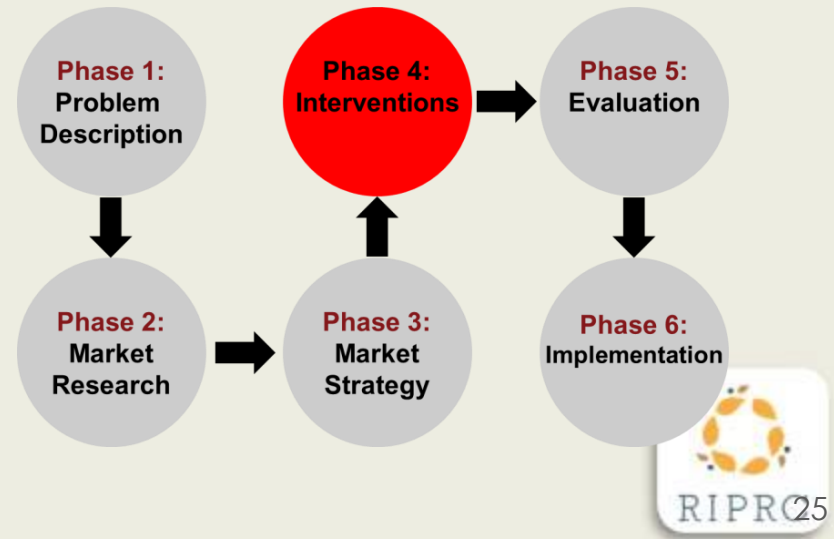 Phase 1:
Problem
Description
Phase 2:
Market
Research
Phase 3:
Market
Strategy
Phase 4:
Interventions
Phase 5:
Evaluation
Phase 6:
Implementation
RIPRC
25